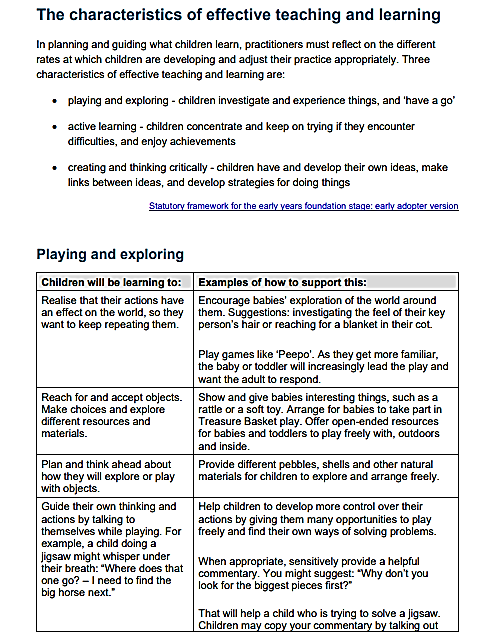 The characteristics of effective teaching and learning
In planning and guiding what children learn, practitioners must reflect on the different
rates at which children are developing and adjust their practice appropriately. Three
characteristics of effective teaching and learning are:
• playing and exploring - children investigate and experience things, and ‘have a go’
• active learning - children concentrate and keep on trying if they encounter
difficulties, and enjoy achievements
• creating and thinking critically - children have and develop their own ideas, make
links between ideas, and develop strategies for doing things
Statutory framework for the early years foundation stage: early adopter version
Playing and exploring
Children will be learning to:
Examples of how to support this:
Realise that their actions have
an effect on the world, so they
want to keep repeating them.
Encourage babies’ exploration of the world around
them. Suggestions: investigating the feel of their key
person’s hair or reaching for a blanket in their cot.
Play games like ‘Peepo’. As they get more familiar,
the baby or toddler will increasingly lead the play and
want the adult to respond.
Reach for and accept objects.
Make choices and explore
different resources and
materials.
Show and give babies interesting things, such as a
rattle or a soft toy. Arrange for babies to take part in
Treasure Basket play. Offer open-ended resources
for babies and toddlers to play freely with, outdoors
and inside.
Plan and think ahead about
how they will explore or play
with objects.
Provide different pebbles, shells and other natural
materials for children to explore and arrange freely.
Guide their own thinking and
actions by talking to
themselves while playing. For
example, a child doing a
jigsaw might whisper under
their breath: “Where does that
one go? – I need to find the
big horse next.”
Help children to develop more control over their
actions by giving them many opportunities to play
freely and find their own ways of solving problems.
When appropriate, sensitively provide a helpful
commentary. You might suggest: “Why don’t you
look for the biggest pieces first?”
That will help a child who is trying to solve a jigsaw.
Children may copy your commentary by talking out